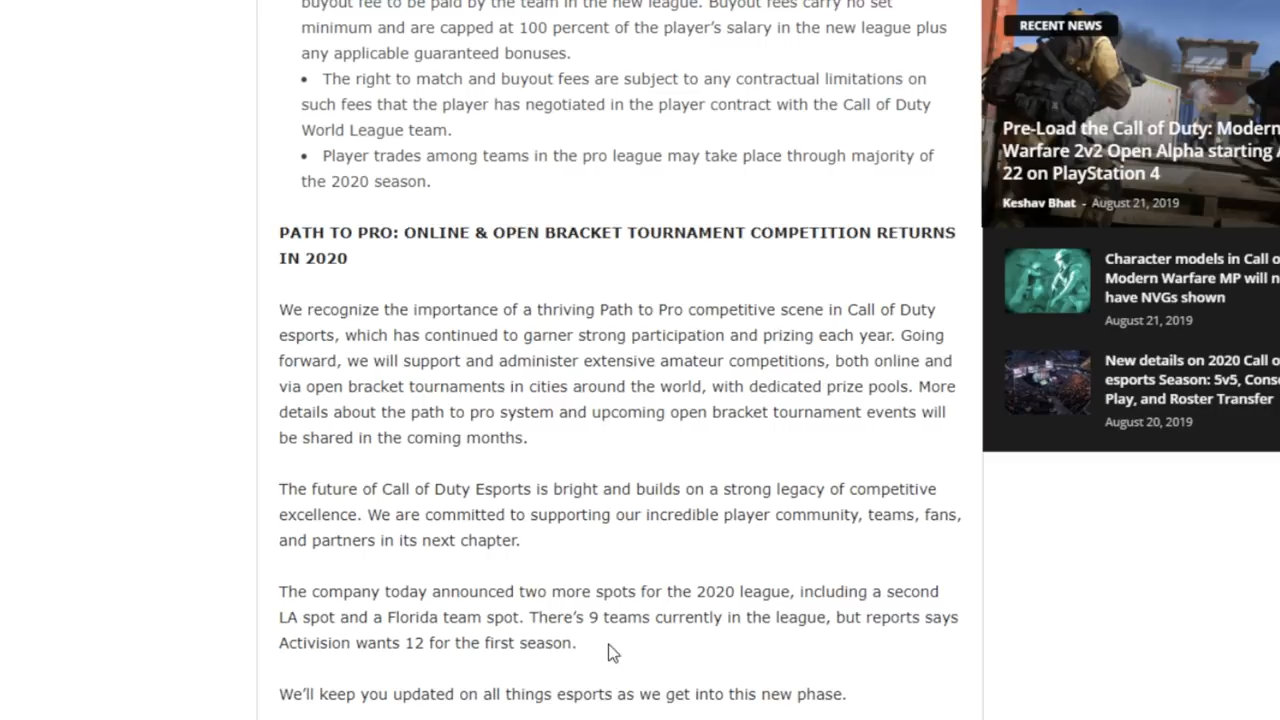 buyout fee to be paid by the team in the new league. Buyout fees carry no set
minimum and are capped at 100 percent of the player's salary in the new league plus
any applicable guaranteed bonuses.
• The right to match and buyout fees are subject to any contractual limitations on
such fees that the player has negotiated in the player contract with the Call of Duty
World League team.
• Player trades among teams in the pro league may take place through majority of
the 2020 season.
PATH TO PRO: ONLINE & OPEN BRACKET TOURNAMENT COMPETITION RETURNS
IN 2020
We recognize the importance of a thriving Path to Pro competitive scene in Call of Duty
esports, which has continued to garner strong participation and prizing each year. Going
forward, we will support and administer extensive amateur competitions, both online and
via open bracket tournaments in cities around the world, with dedicated prize pools. More
details about the path to pro system and upcoming open bracket tournament events will
be shared in the coming months.
The future of Call of Duty Esports is bright and builds on a strong legacy of competitive
excellence. We are committed to supporting our incredible player community, teams, fans,
and partners in its next chapter.
The company today announced two more spots for the 2020 league, including a second
LA spot and a Florida team spot. There's 9 teams currently in the league, but reports says
Activision wants 12 for the first season.
We'll keep you updated on all things esports as we get into this new phase.
RECENT NEWS
Pre-Load the Call of Duty: Modern
Warfare 2v2 Open Alpha starting
22 on PlayStation 4
Keshav Bhat - August 21, 2019
Character models in Call
Modern Warfare MP will
have NVGs shown
August 21, 2019
New details on 2020 Call
esports Season: 5v5,
Play, and Roster Transfer
August 20, 2019